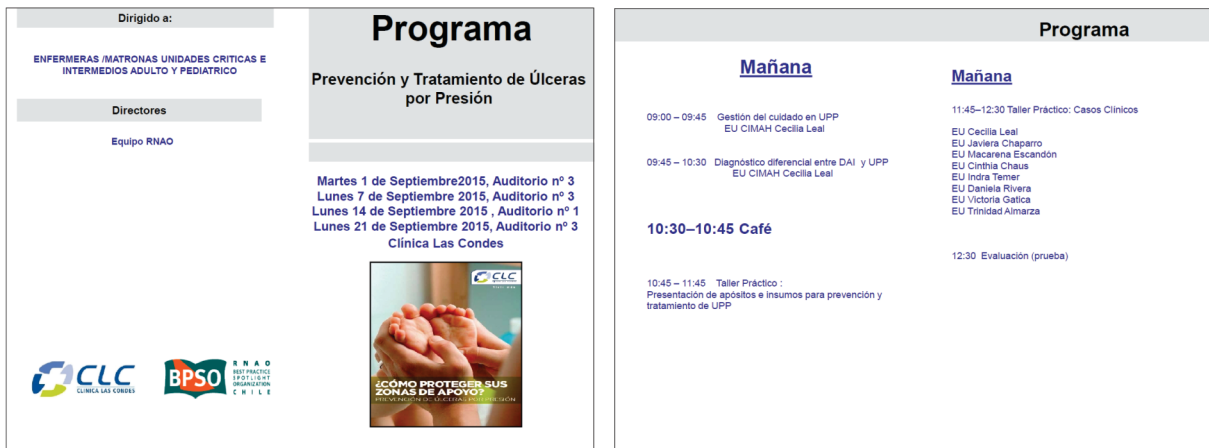 Dirigido a:
ENFERMERAS /MATRONAS UNIDADES CRITICAS E
INTERMEDIOS ADULTO Y PEDIATRICO
Directores
Equipo RNAO
CLC
CLINICA LAS CONDES
BPSO
RNAO
BEST PRACTICE
SPOTLIGHT
ORGANIZATION
CHILE
Programa
Prevención y Tratamiento de Úlceras
por Presión
Martes 1 de Septiembre2015, Auditorio nº 3
Lunes 7 de Septiembre 2015, Auditorio nº 3
Lunes 14 de Septiembre 2015 , Auditorio nº 1
Lunes 21 de Septiembre 2015, Auditorio nº 3
Clínica Las Condes
CLC
¿CÓMO PROTEGER SUS
ZONAS DE APOYO?
PREVENCIÓN DE ÚLCERAS POR PRESIÓN
Programa
Mañana
09:00 – 09:45 Gestión del cuidado en UPP
EU CIMAH Cecilia Leal
09:45 – 10:30 Diagnóstico diferencial entre DAI y UPP
EU CIMAH Cecilia Leal
10:30–10:45 Café
10:45 – 11:45 Taller Práctico :
Presentación de apósitos e insumos para prevención y
tratamiento de UPP
Mañana
11:45–12:30 Taller Práctico: Casos Clínicos
EU Cecilia Leal
EU Javiera Chaparro
EU Macarena Escandón
EU Cinthia Chaus
EU Indra Temer
EU Daniela Rivera
EU Victoria Gatica
EU Trinidad Almarza
12:30 Evaluación (prueba)